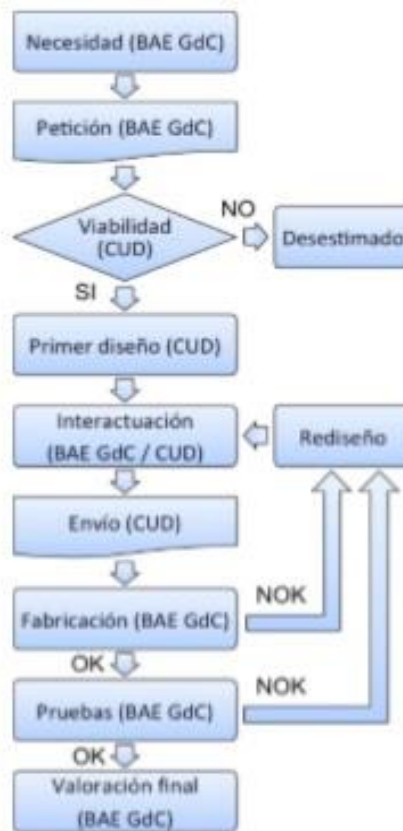 Necesidad (BAE GdC)
Petición (BAE GdC)
Viabilidad
(CUD)
NO
Desestimado
SI
Primer diseño (CUD)
Interactuación
(BAE GdC / CUD)
Rediseño
Envío (CUD)
Fabricación (BAE GdC)
NOK
OK
Pruebas (BAE GdC)
NOK
OK
Valoración final
(BAE GdC)